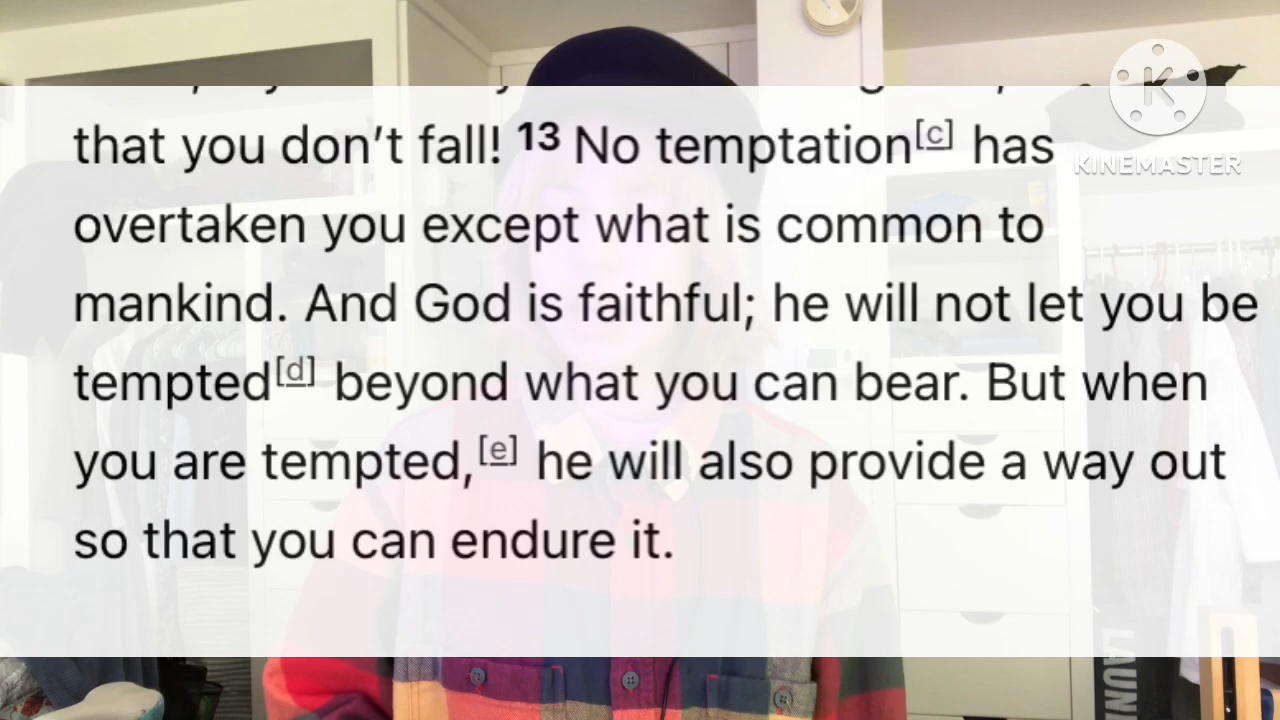 that you don’t fall! 13 No temptation[c] has
overtaken you except what is common to
mankind. And God is faithful; he will not let you be
tempted[d] beyond what you can bear. But when
you are tempted,[e] he will also provide a way out
so that you can endure it.
KINEMASTER
LAUN